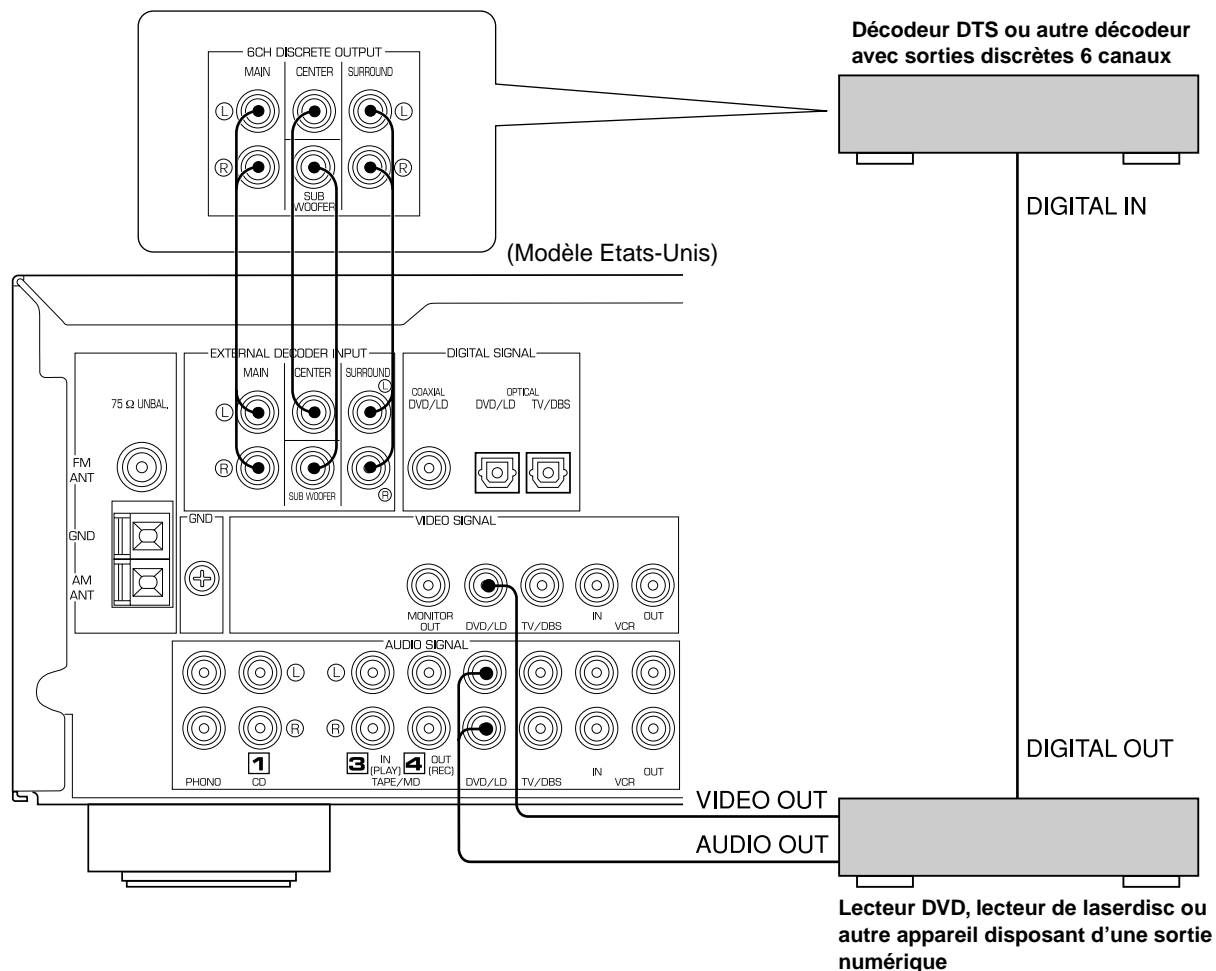 Décodeur DTS ou autre décodeur
avec sorties discrètes 6 canaux
6CH DISCRETE OUTPUT
MAIN CENTER SURROUND
L L
R R
SUB
WOOFER
DIGITAL IN
(Modèle Etats-Unis)
EXTERNAL DECODER INPUT
MAIN CENTER SURROUND
L L
R R
SUB WOOFER
DIGITAL SIGNAL
COAXIAL OPTICAL
DVD/LD DVD/LD TV/DBS
75 Ω UNBAL.
FM
ANT
GND
AM
ANT
GND
VIDEO SIGNAL
MONITOR
OUT
DVD/LD TV/DBS
IN OUT
VCR
AUDIO SIGNAL
L L
R R
1 3 IN
(PLAY) 4 OUT
(REC)
IN OUT
PHONO CD TAPE/MD DVD/LD TV/DBS VCR
DIGITAL OUT
VIDEO OUT
AUDIO OUT
Lecteur DVD, lecteur de laserdisc ou
autre appareil disposant d’une sortie
numérique